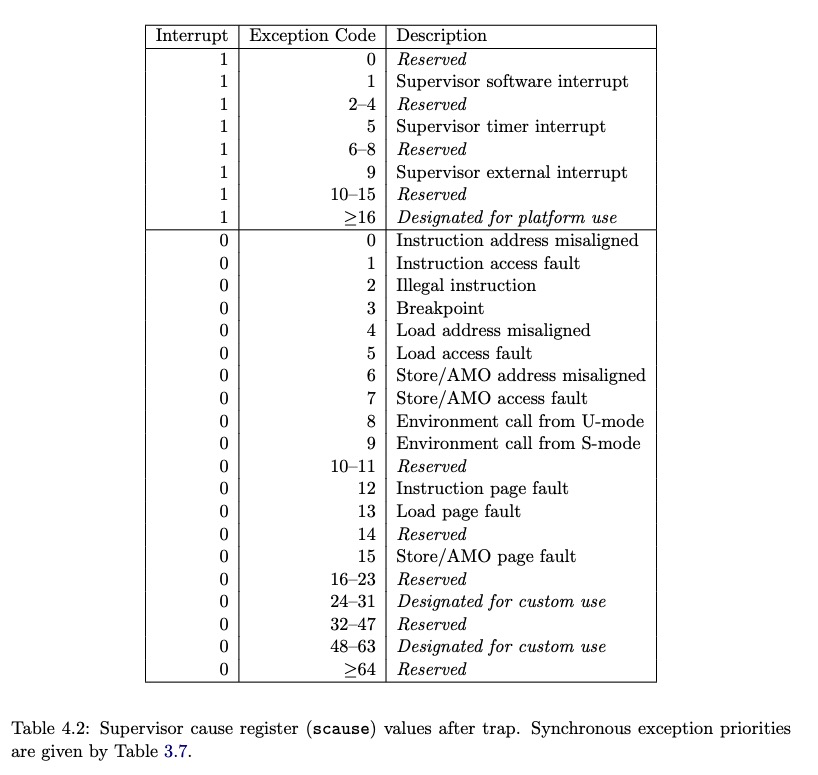 Interrupt Exception Code Description
1 0 Reserved
1 1 Supervisor software interrupt
1 2–4 Reserved
1 5 Supervisor timer interrupt
1 6–8 Reserved
1 9 Supervisor external interrupt
1 10–15 Reserved
1 ≥16 Designated for platform use
0 0 Instruction address misaligned
0 1 Instruction access fault
0 2 Illegal instruction
0 3 Breakpoint
0 4 Load address misaligned
0 5 Load access fault
0 6 Store/AMO address misaligned
0 7 Store/AMO access fault
0 8 Environment call from U-mode
0 9 Environment call from S-mode
0 10–11 Reserved
0 12 Instruction page fault
0 13 Load page fault
0 14 Reserved
0 15 Store/AMO page fault
0 16–23 Reserved
0 24–31 Designated for custom use
0 32–47 Reserved
0 48–63 Designated for custom use
0 ≥64 Reserved
Table 4.2: Supervisor cause register (scause) values after trap. Synchronous exception priorities
are given by Table 3.7.